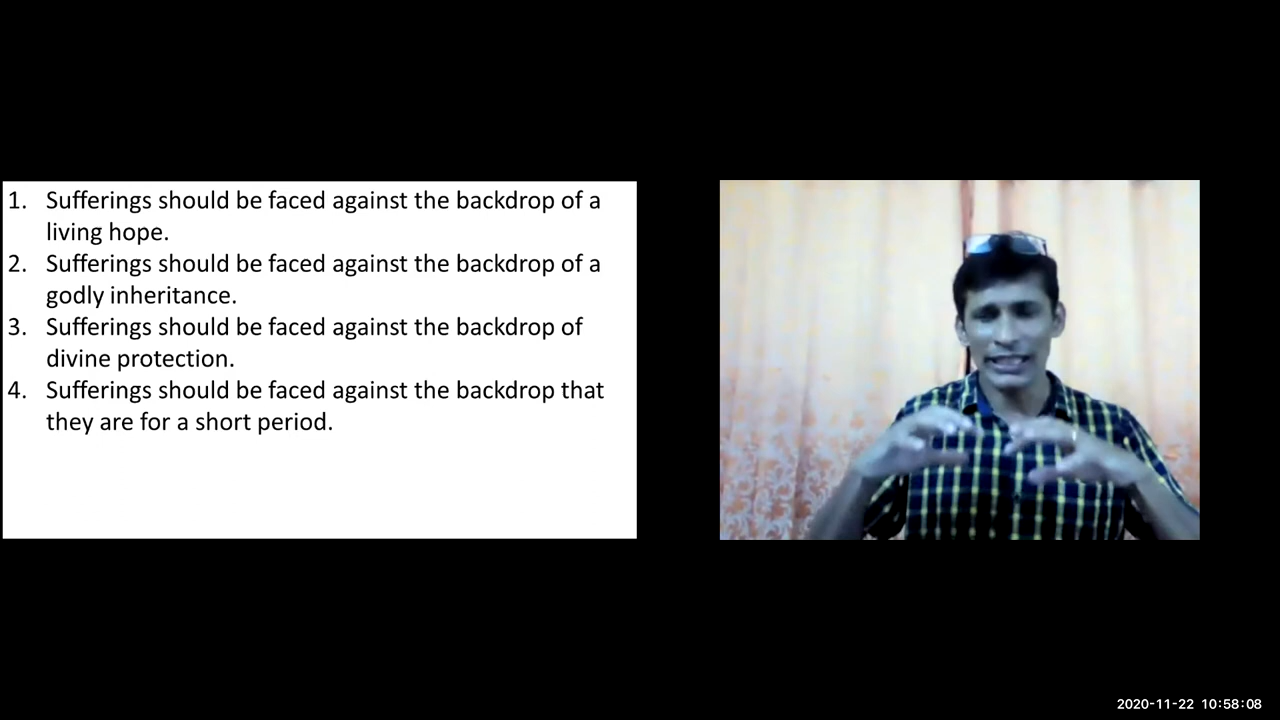 1. Sufferings should be faced against the backdrop of a
living hope.
2. Sufferings should be faced against the backdrop of a
godly inheritance.
3. Sufferings should be faced against the backdrop of
divine protection.
4. Sufferings should be faced against the backdrop that
they are for a short period.
2020-11-22 10:58:08